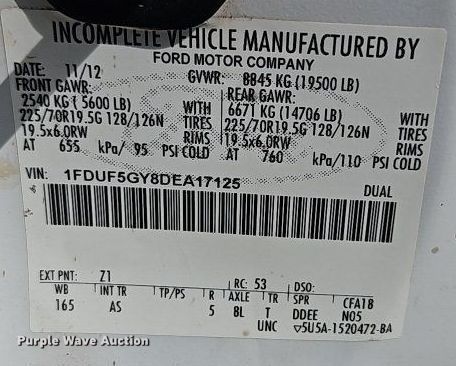 INCOMPLETE VEHICLE MANUFACTURED BY
FORD MOTOR COMPANY
DATE: 11/12 GVWR: 8845 KG (19500 LB)
FRONT GAWR: REAR GAWR:
2540 KG (5600 LB) WITH 6671 KG (14706 LB) WITH
225/70R19.5G 128/126N TIRES 225/70R19.5G 128/126N TIRES
19.5x6.0RW RIMS 19.5x6.0RW RIMS
AT 655 kPa/ 95 PSI COLD AT 760 kPa/110 PSI COLD
VIN: 1FDUF5GY8DEA17125 DUAL
EXT PNT: Z1 RC: 53 DSO:
WB INT TR TP/PS R AXLE TR SPR CFA18
165 AS 5 8L T DDEE N05
UNC ▽5U5A-1520472-BA
Purple Wave Auction